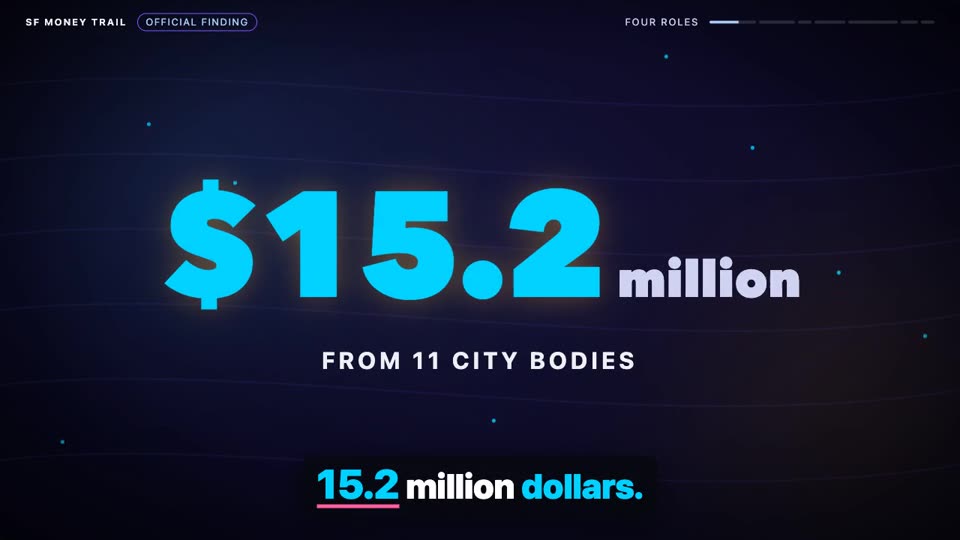 SF MONEY TRAIL OFFICIAL FINDING FOUR ROLES
$15.2 million
FROM 11 CITY BODIES
15.2 million dollars.